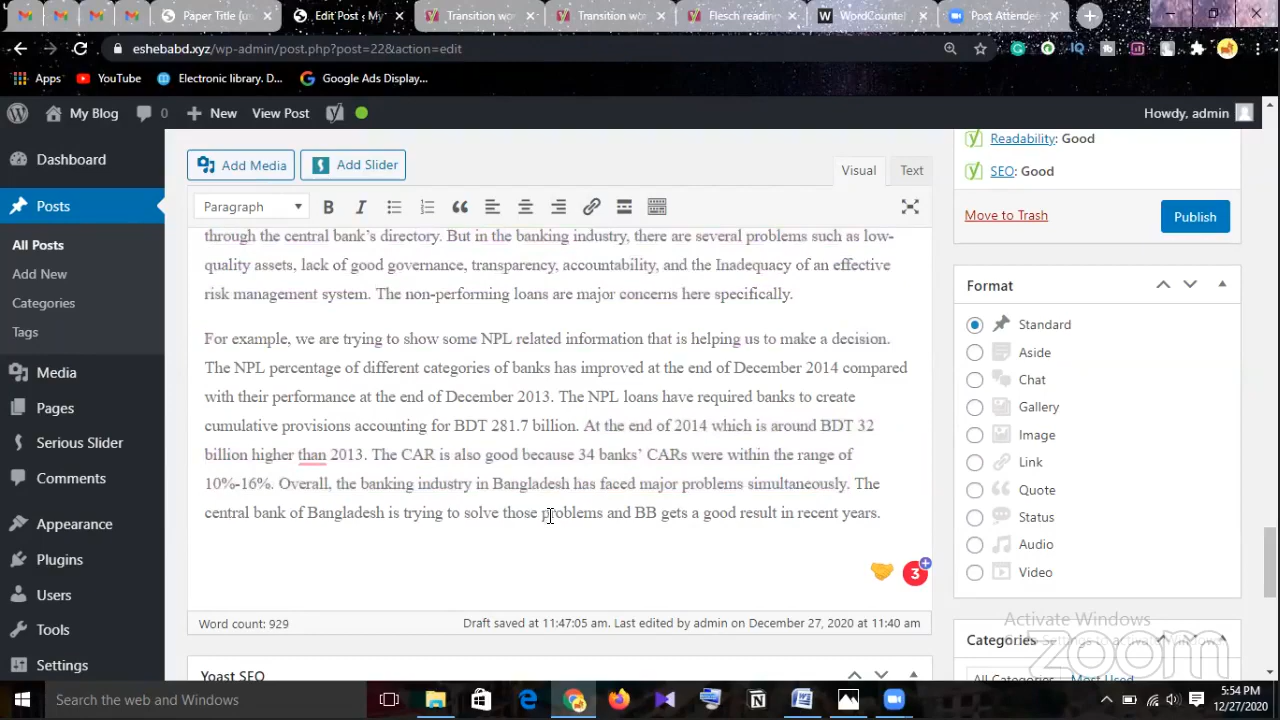 Paper Title (us
Edit Post ‹ My
Transition wo
Transition wo
Flesch readin
WordCounte
Post Attende
eshebabd.xyz/wp-admin/post.php?post=22&action=edit
Apps
YouTube
Electronic library. D...
Google Ads Display...
My Blog
0
New
View Post
Howdy, admin
Dashboard
Posts
All Posts
Add New
Categories
Tags
Media
Pages
Serious Slider
Comments
Appearance
Plugins
Users
Tools
Settings
Add Media
Add Slider
Visual
Text
Paragraph
through the central bank’s directory. But in the banking industry, there are several problems such as low-
quality assets, lack of good governance, transparency, accountability, and the Inadequacy of an effective
risk management system. The non-performing loans are major concerns here specifically.
For example, we are trying to show some NPL related information that is helping us to make a decision.
The NPL percentage of different categories of banks has improved at the end of December 2014 compared
with their performance at the end of December 2013. The NPL loans have required banks to create
cumulative provisions accounting for BDT 281.7 billion. At the end of 2014 which is around BDT 32
billion higher than 2013. The CAR is also good because 34 banks’ CARs were within the range of
10%-16%. Overall, the banking industry in Bangladesh has faced major problems simultaneously. The
central bank of Bangladesh is trying to solve those problems and BB gets a good result in recent years.
3
Word count: 929
Draft saved at 11:47:05 am. Last edited by admin on December 27, 2020 at 11:40 am
Yoast SEO
Readability: Good
SEO: Good
Move to Trash
Publish
Format
Standard
Aside
Chat
Gallery
Image
Link
Quote
Status
Audio
Video
Activate Windows
zoom
Categories
All Categories
Most Used
Search the web and Windows
5:54 PM
12/27/2020